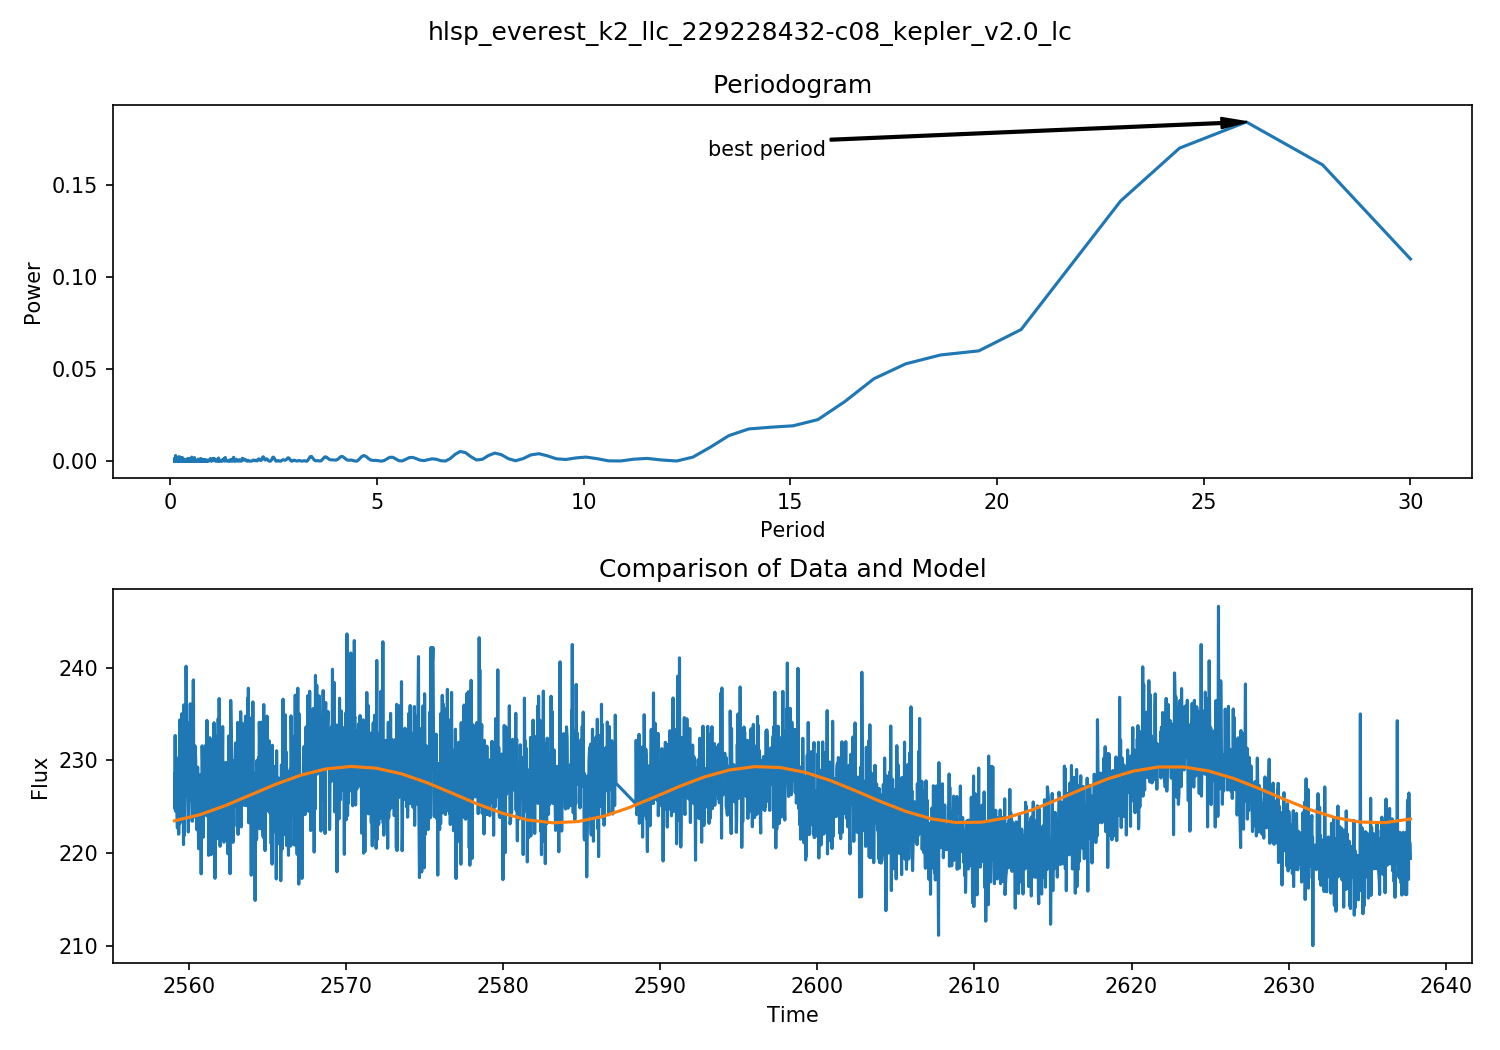 hlsp_everest_k2_llc_229228432-c08_kepler_v2.0_lc
Periodogram
best period
Power
0.15
0.10
0.05
0.00
0 5 10 15 20 25 30
Period
Comparison of Data and Model
Flux
240
230
220
210
2560 2570 2580 2590 2600 2610 2620 2630 2640
Time